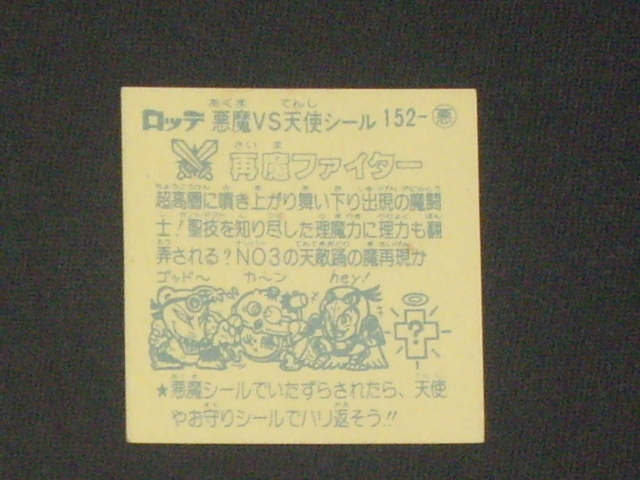 ロッテ 悪魔VS天使シール 152-悪
再魔ファイター
超高圏に噴き上がり舞い下り出現の魔闘
士!聖技を知り尽した理魔力に理力も翻
弄される?NO3の天敵踊の魔再現か
ゴッド〜 カ〜ン hey!
?
★悪魔シールでいたずらされたら、天使
やお守りシールでハリ返そう!!